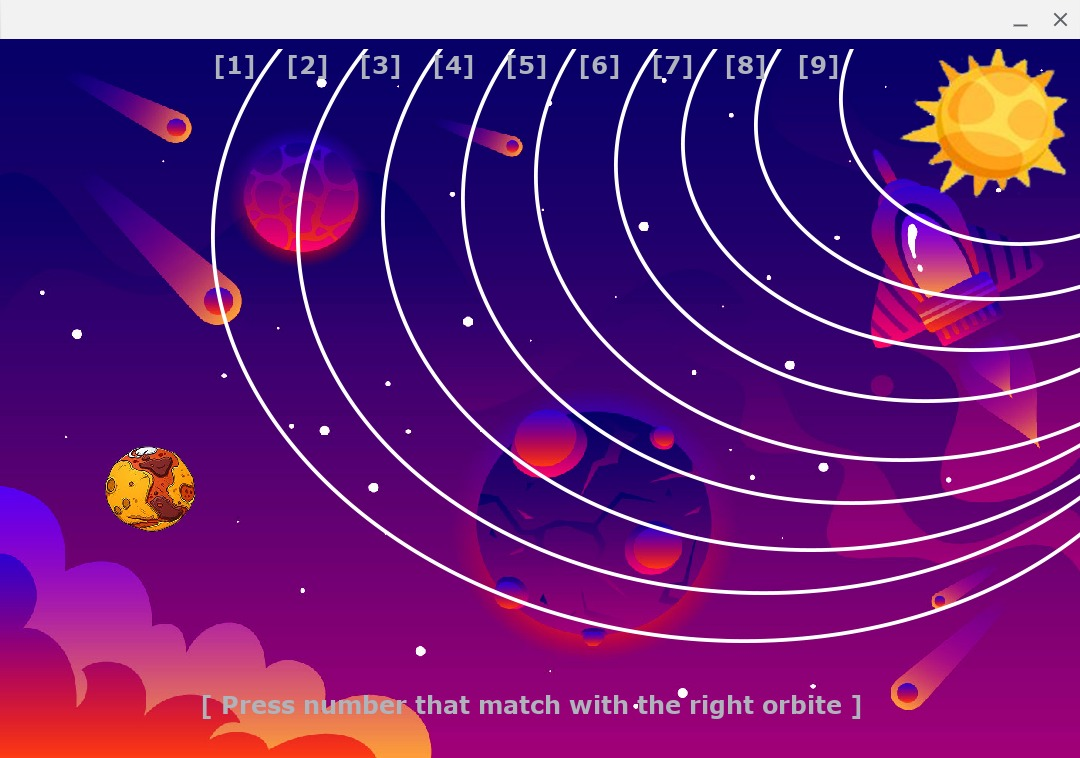 [1] [2] [3] [4] [5] [6] [7] [8] [9]
[ Press number that match with the right orbite ]